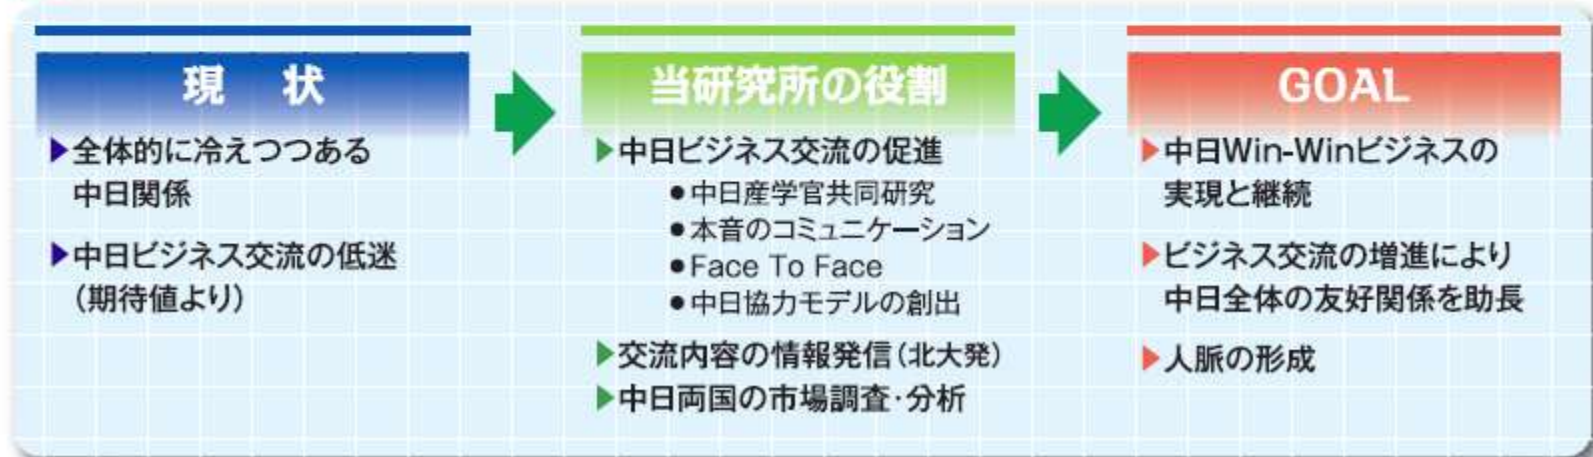 現 状
▶全体的に冷えつつある
中日関係
▶中日ビジネス交流の低迷
(期待値より)
当研究所の役割
▶中日ビジネス交流の促進
●中日産学官共同研究
●本音のコミュニケーション
●Face To Face
●中日協力モデルの創出
▶交流内容の情報発信(北大発)
▶中日両国の市場調査・分析
GOAL
▶中日Win-Winビジネスの
実現と継続
▶ビジネス交流の増進により
中日全体の友好関係を助長
▶人脈の形成